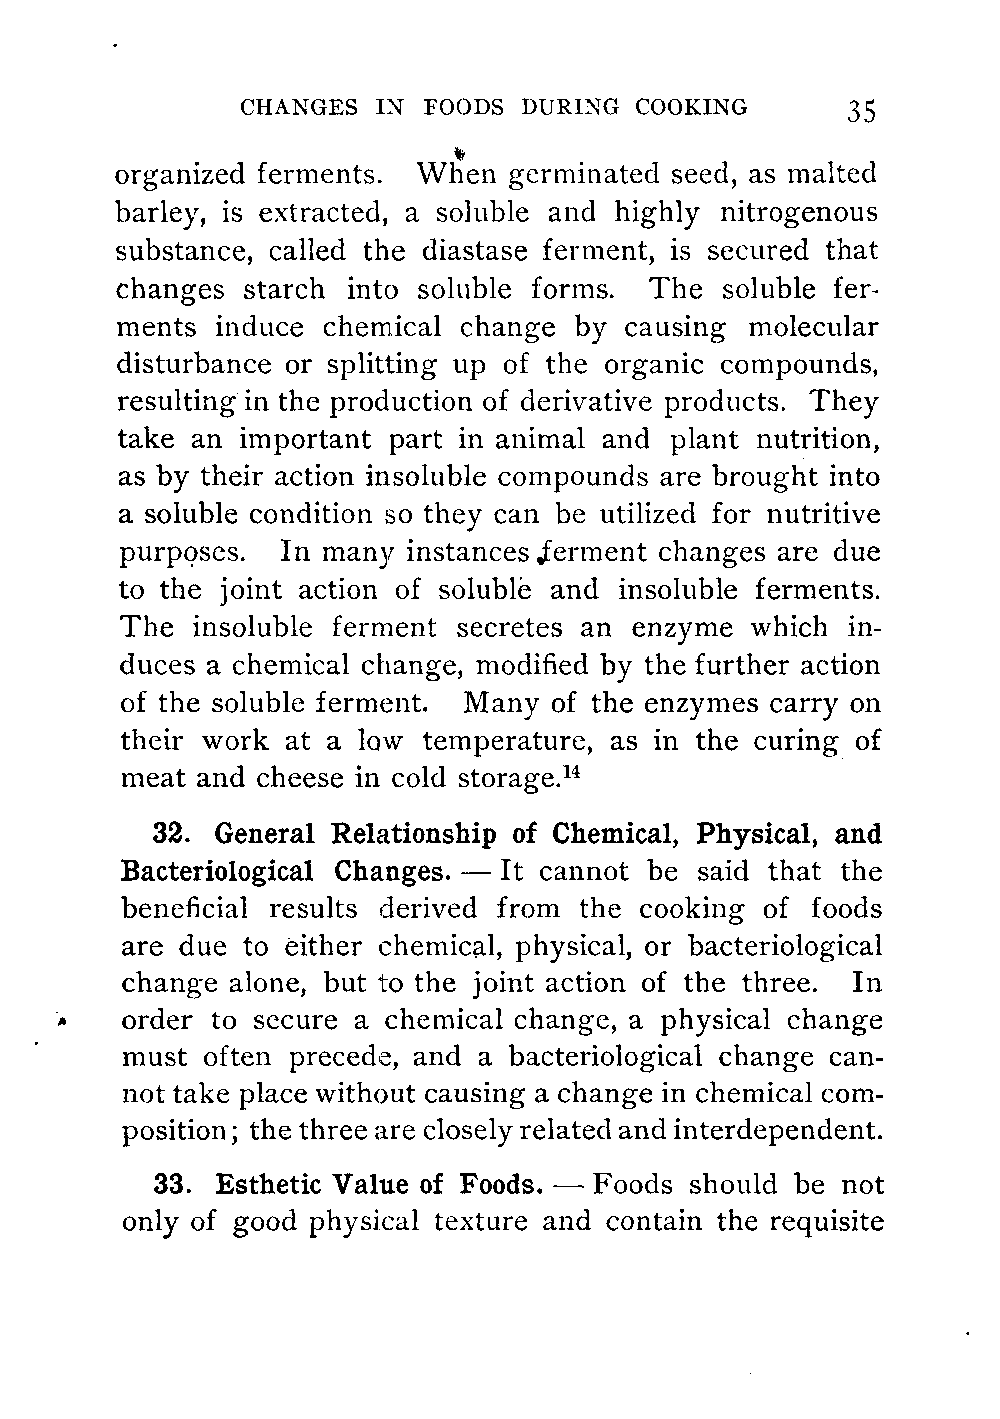 CHANGES IN FOODS DURING COOKING 35
organized ferments. When germinated seed, as malted
barley, is extracted, a soluble and highly nitrogenous
substance, called the diastase ferment, is secured that
changes starch into soluble forms. The soluble fer-
ments induce chemical change by causing molecular
disturbance or splitting up of the organic compounds,
resulting in the production of derivative products. They
take an important part in animal and plant nutrition,
as by their action insoluble compounds are brought into
a soluble condition so they can be utilized for nutritive
purposes. In many instances ferment changes are due
to the joint action of soluble and insoluble ferments.
The insoluble ferment secretes an enzyme which in-
duces a chemical change, modified by the further action
of the soluble ferment. Many of the enzymes carry on
their work at a low temperature, as in the curing of
meat and cheese in cold storage.¹⁴
32. General Relationship of Chemical, Physical, and
Bacteriological Changes. — It cannot be said that the
beneficial results derived from the cooking of foods
are due to either chemical, physical, or bacteriological
change alone, but to the joint action of the three. In
order to secure a chemical change, a physical change
must often precede, and a bacteriological change can-
not take place without causing a change in chemical com-
position; the three are closely related and interdependent.
33. Esthetic Value of Foods. — Foods should be not
only of good physical texture and contain the requisite